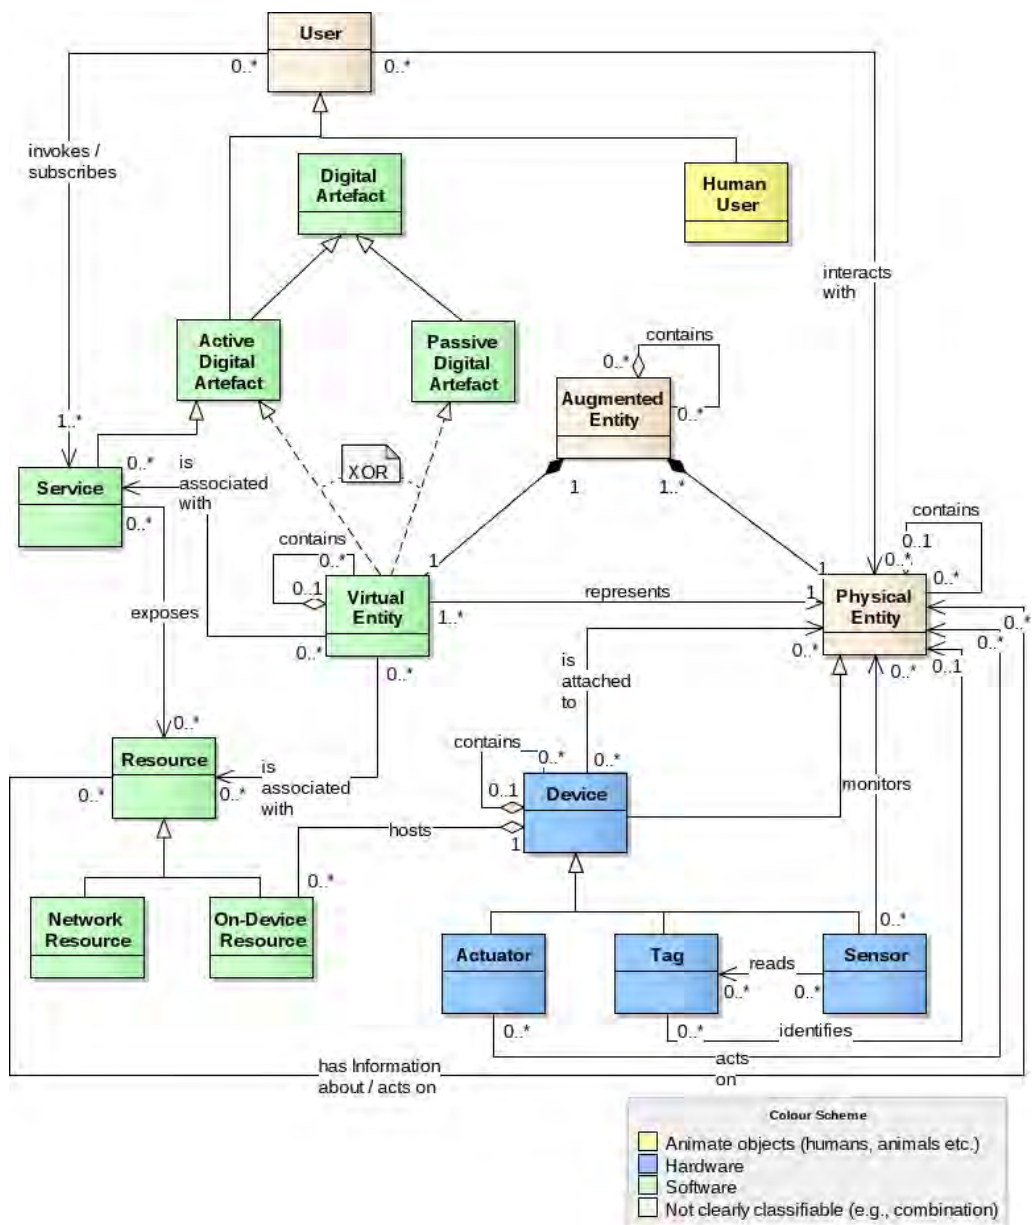 User
0..*
0..*
invokes /
subscribes
Digital
Artefact
Human
User
interacts
with
Active
Digital
Artefact
Passive
Digital
Artefact
contains
0..*
Augmented
Entity
0..*
1..*
0..*
is
associated
with
XOR
Service
1
1..*
contains
0..*
contains
0..*
0..1
0..*
0..1
1
1
0..*
Virtual
Entity
represents
1
Physical
Entity
exposes
1..*
0..*
0..*
0..*
is
attached
to
0..*
0..*
0..1
0..*
0..*
Resource
is
associated
with
contains
0..*
0..*
0..*
0..*
0..1
Device
monitors
hosts
1
0..*
Network
Resource
On-Device
Resource
0..*
Actuator
Tag
reads
Sensor
0..*
0..*
0..*
0..*
identifies
has Information
about / acts on
acts
on
Colour Scheme
Animate objects (humans, animals etc.)
Hardware
Software
Not clearly classifiable (e.g., combination)